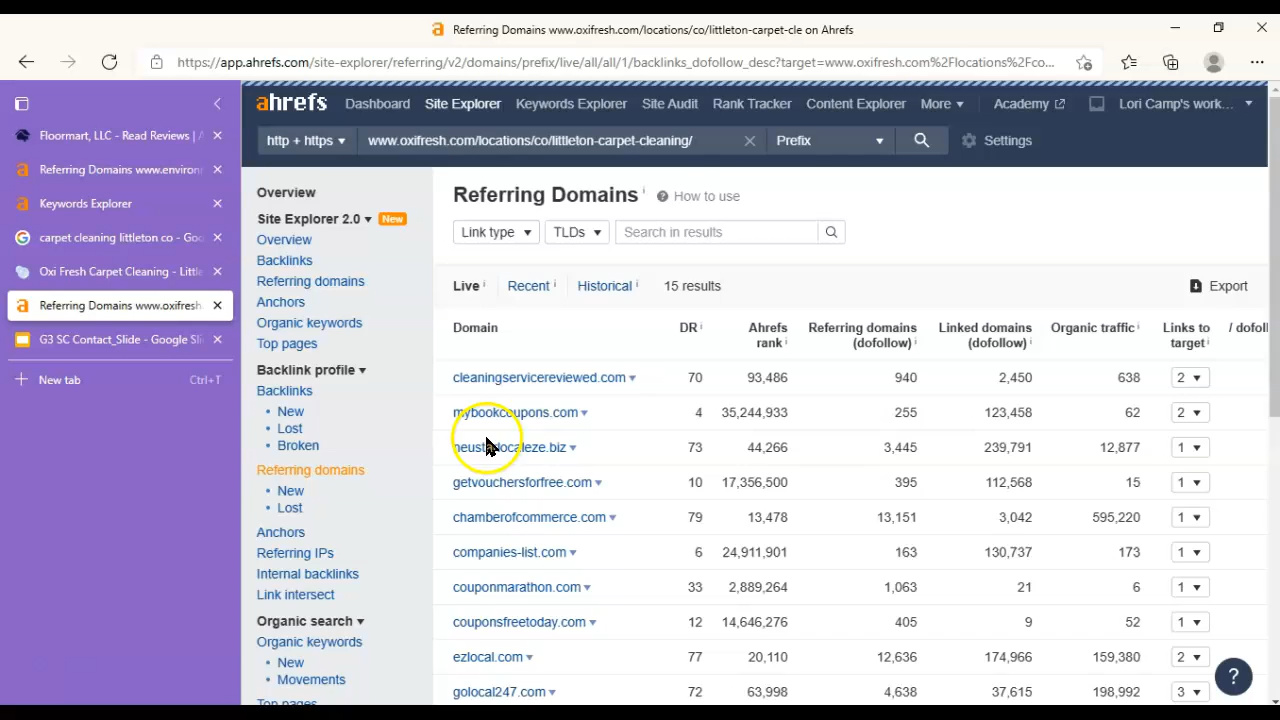 Referring Domains www.oxifresh.com/locations/co/littleton-carpet-cle on Ahrefs
https://app.ahrefs.com/site-explorer/referring/v2/domains/prefix/live/all/all/1/backlinks_dofollow_desc?target=www.oxifresh.com%2Flocations%2Fco...
Floormart, LLC - Read Reviews |
Referring Domains www.environ
Keywords Explorer
carpet cleaning littleton co - Goo
Oxi Fresh Carpet Cleaning - Little
Referring Domains www.oxifresh.
G3 SC Contact_Slide - Google Sli
New tab Ctrl+T
ahrefs Dashboard Site Explorer Keywords Explorer Site Audit Rank Tracker Content Explorer More Academy Lori Camp's work...
http + https www.oxifresh.com/locations/co/littleton-carpet-cleaning/ Prefix Settings
Overview
Site Explorer 2.0 New
Overview
Backlinks
Referring domains
Anchors
Organic keywords
Top pages
Backlink profile
Backlinks
• New
• Lost
• Broken
Referring domains
• New
• Lost
Anchors
Referring IPs
Internal backlinks
Link intersect
Organic search
Organic keywords
• New
• Movements
Top pages
Referring Domains i ? How to use
Link type TLDs Search in results
Live i Recent i Historical i 15 results Export
Domain DR i Ahrefs rank i Referring domains (dofollow) i Linked domains (dofollow) i Organic traffic i Links to target i / dofoll
cleaningservicereviewed.com 70 93,486 940 2,450 638 2
mybookcoupons.com 4 35,244,933 255 123,458 62 2
neustarlocaleze.biz 73 44,266 3,445 239,791 12,877 1
getvouchersforfree.com 10 17,356,500 395 112,568 15 1
chamberofcommerce.com 79 13,478 13,151 3,042 595,220 1
companies-list.com 6 24,911,901 163 130,737 173 1
couponmarathon.com 33 2,889,264 1,063 21 6 1
couponsfreetoday.com 12 14,646,276 405 9 52 1
ezlocal.com 77 20,110 12,636 174,966 159,380 2
golocal247.com 72 63,998 4,638 37,615 198,992 3
?